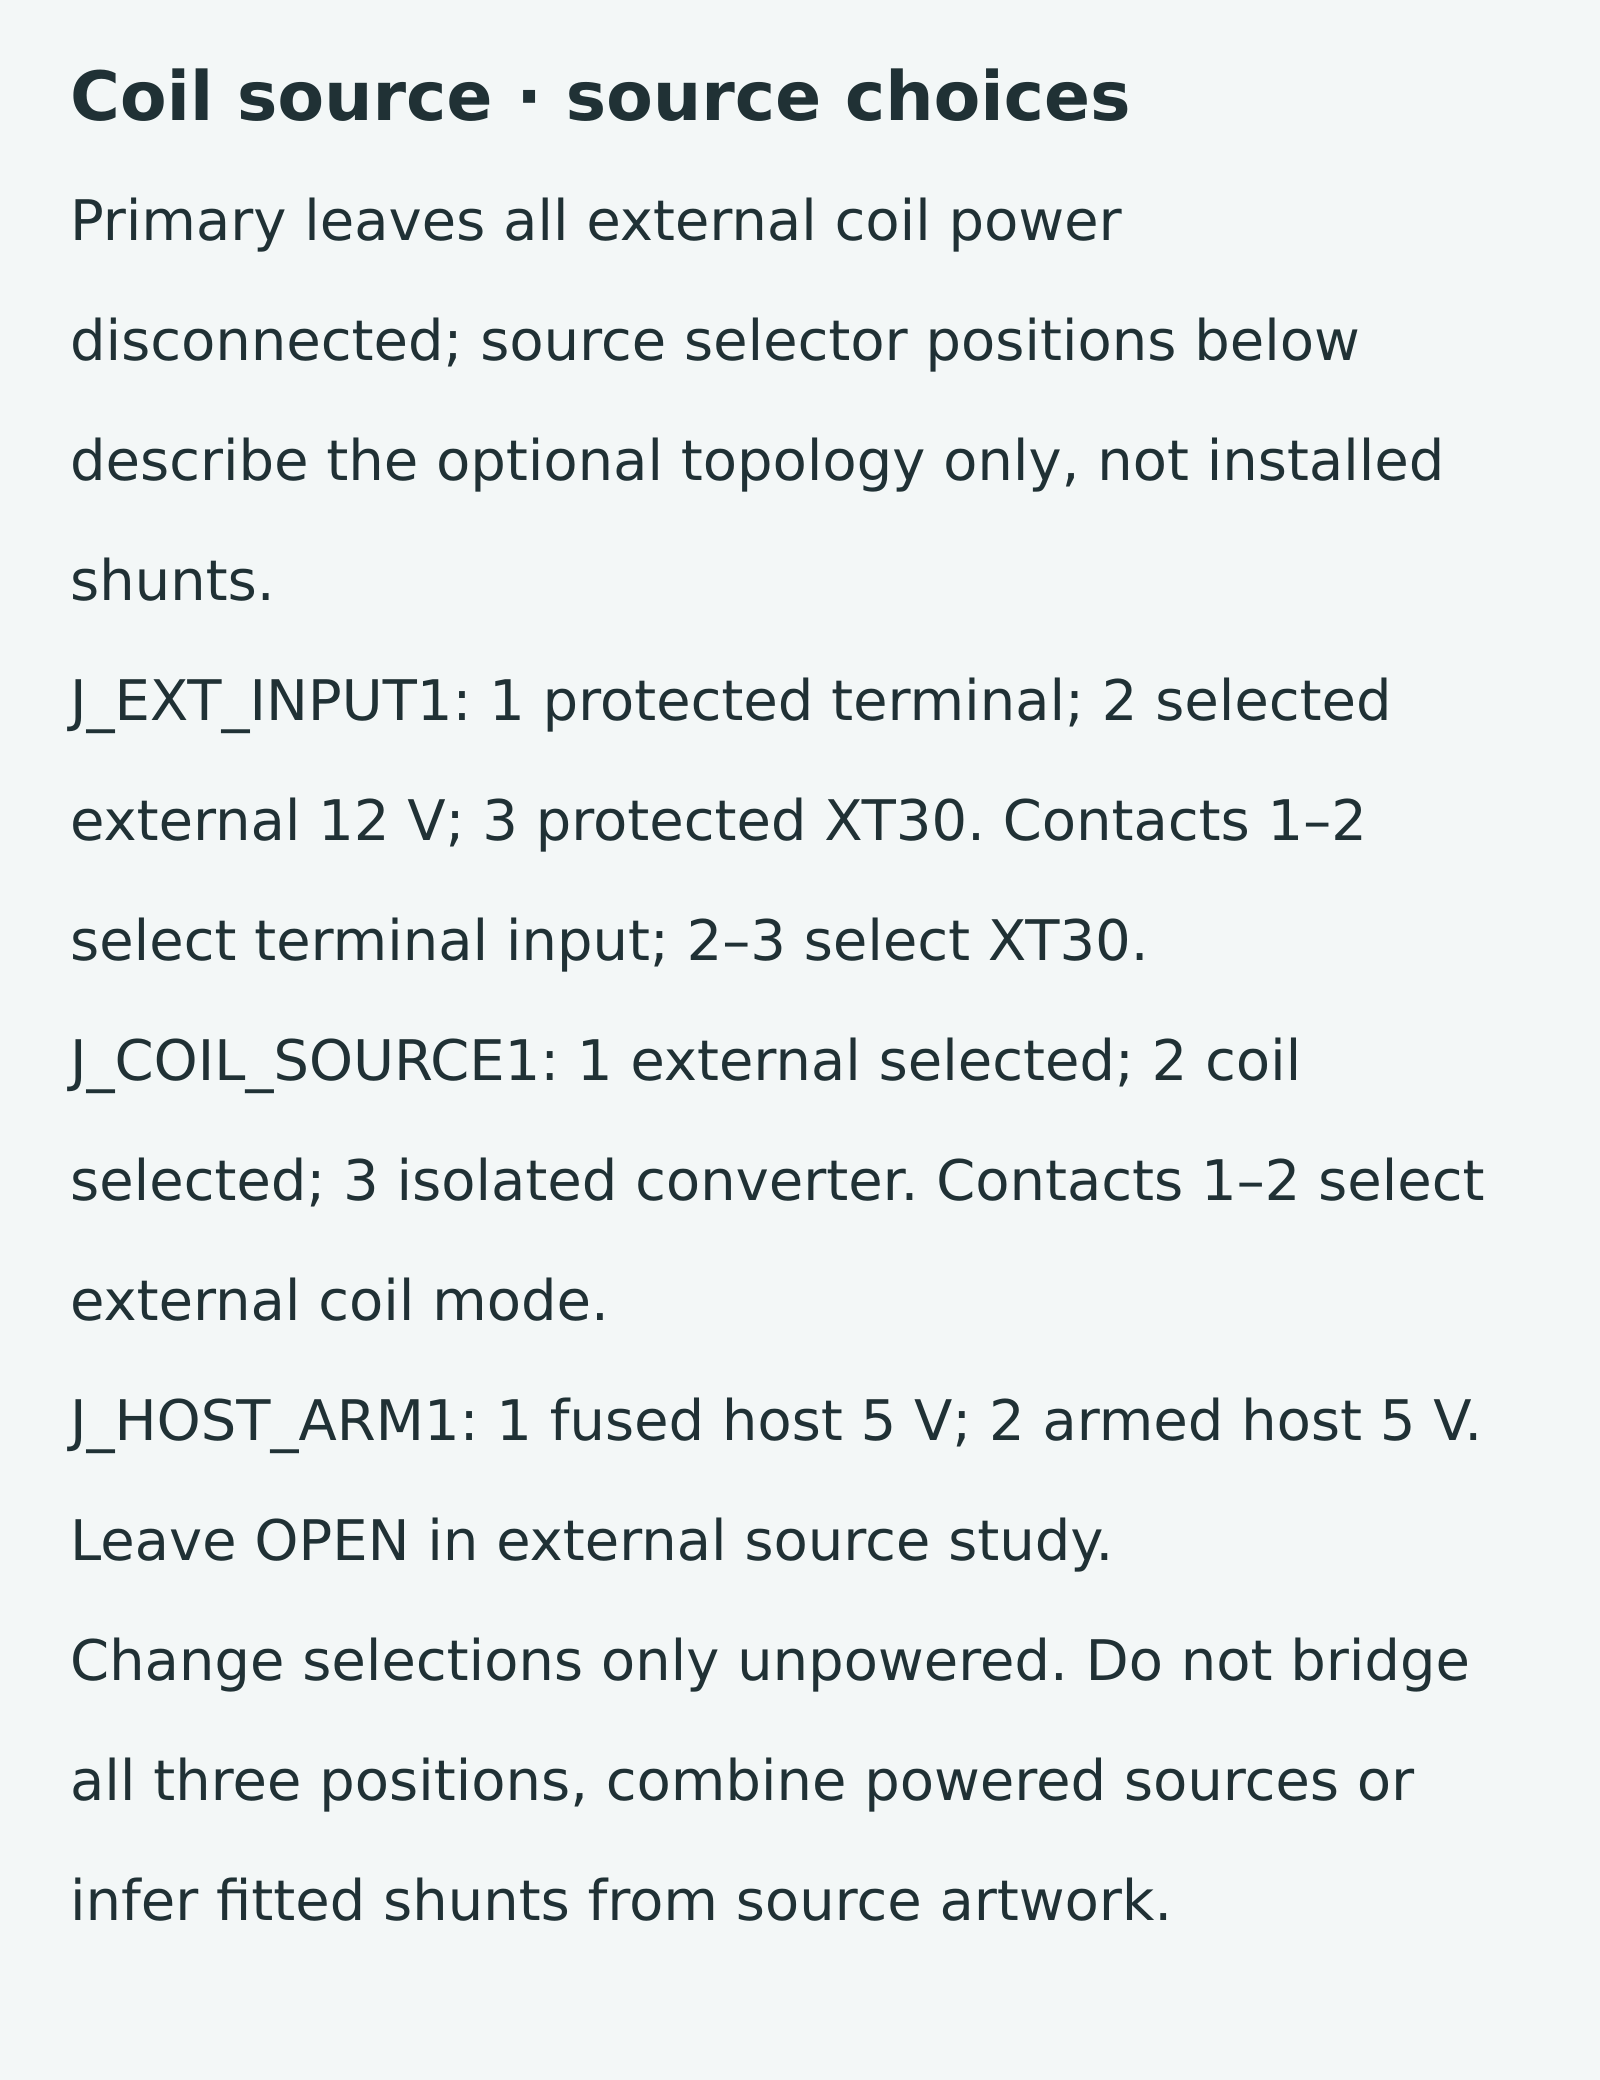 Coil source · source choices
Primary leaves all external coil power
disconnected; source selector positions below
describe the optional topology only, not installed
shunts.
J_EXT_INPUT1: 1 protected terminal; 2 selected
external 12 V; 3 protected XT30. Contacts 1–2
select terminal input; 2–3 select XT30.
J_COIL_SOURCE1: 1 external selected; 2 coil
selected; 3 isolated converter. Contacts 1–2 select
external coil mode.
J_HOST_ARM1: 1 fused host 5 V; 2 armed host 5 V.
Leave OPEN in external source study.
Change selections only unpowered. Do not bridge
all three positions, combine powered sources or
infer fitted shunts from source artwork.